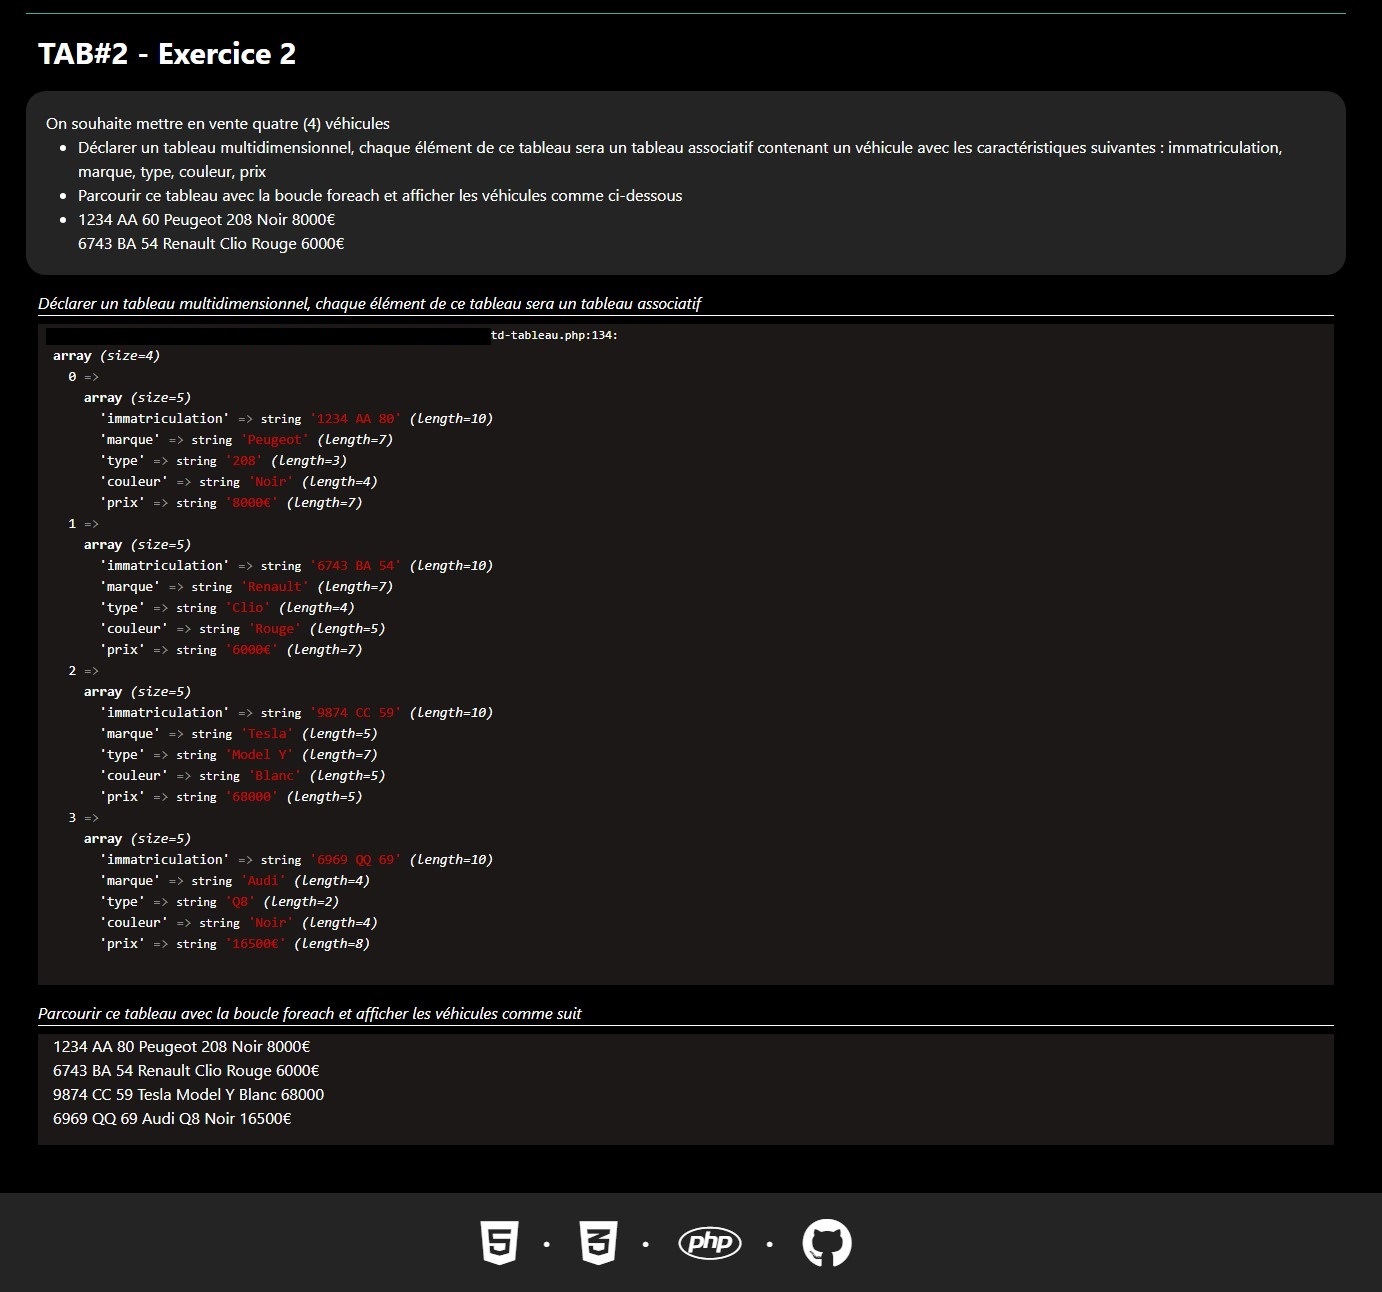 TAB#2 - Exercice 2
On souhaite mettre en vente quatre (4) véhicules
• Déclarer un tableau multidimensionnel, chaque élément de ce tableau sera un tableau associatif contenant un véhicule avec les caractéristiques suivantes : immatriculation,
marque, type, couleur, prix
• Parcourir ce tableau avec la boucle foreach et afficher les véhicules comme ci-dessous
• 1234 AA 60 Peugeot 208 Noir 8000€
6743 BA 54 Renault Clio Rouge 6000€
Déclarer un tableau multidimensionnel, chaque élément de ce tableau sera un tableau associatif
td-tableau.php:134:
array (size=4)
0 =>
array (size=5)
'immatriculation' => string '1234 AA 80' (length=10)
'marque' => string 'Peugeot' (length=7)
'type' => string '208' (length=3)
'couleur' => string 'Noir' (length=4)
'prix' => string '8000€' (length=7)
1 =>
array (size=5)
'immatriculation' => string '6743 BA 54' (length=10)
'marque' => string 'Renault' (length=7)
'type' => string 'Clio' (length=4)
'couleur' => string 'Rouge' (length=5)
'prix' => string '6000€' (length=7)
2 =>
array (size=5)
'immatriculation' => string '9874 CC 59' (length=10)
'marque' => string 'Tesla' (length=5)
'type' => string 'Model Y' (length=7)
'couleur' => string 'Blanc' (length=5)
'prix' => string '68000' (length=5)
3 =>
array (size=5)
'immatriculation' => string '6969 QQ 69' (length=10)
'marque' => string 'Audi' (length=4)
'type' => string 'Q8' (length=2)
'couleur' => string 'Noir' (length=4)
'prix' => string '16500€' (length=8)
Parcourir ce tableau avec la boucle foreach et afficher les véhicules comme suit
1234 AA 80 Peugeot 208 Noir 8000€
6743 BA 54 Renault Clio Rouge 6000€
9874 CC 59 Tesla Model Y Blanc 68000
6969 QQ 69 Audi Q8 Noir 16500€
5 • 3 • php •